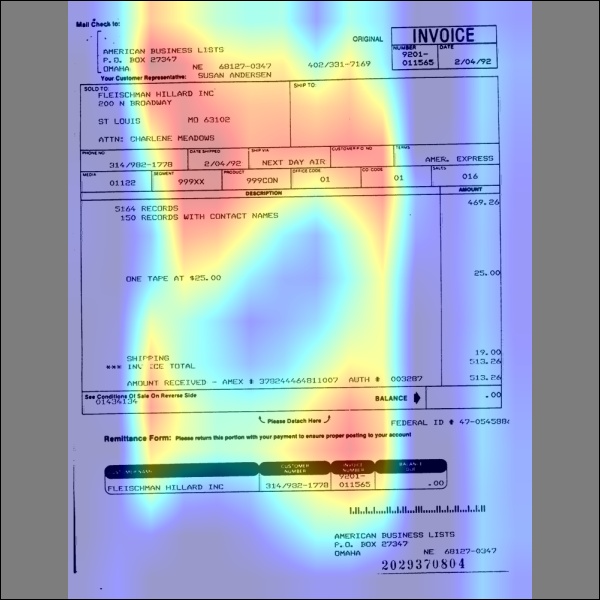 Mail Check to:
ORIGINAL
INVOICE
AMERICAN BUSINESS LISTS
P.O. BOX 27347
OMAHA NE 68127-0347 402/331-7169
NUMBER DATE
9201-
011565 2/04/92
Your Customer Representative: SUSAN ANDERSEN
SOLD TO: SHIP TO:
FLEISCHMAN HILLARD INC
200 N BROADWAY
ST LOUIS MO 63102
ATTN: CHARLENE MEADOWS
PHONE NO DATE SHIPPED SHIP VIA CUSTOMER P.O. NO. TERMS
314/982-1778 2/04/92 NEXT DAY AIR AMER. EXPRESS
MEDIA SEGMENT PRODUCT OFFICE CODE CO. CODE SALES
01122 999XX 999CON 01 01 016
DESCRIPTION AMOUNT
5164 RECORDS 469.26
150 RECORDS WITH CONTACT NAMES
ONE TAPE AT $25.00 25.00
SHIPPING 19.00
*** INVOICE TOTAL 513.26
AMOUNT RECEIVED - AMEX # 378244464811007 AUTH # 003287 513.26
See Conditions Of Sale On Reverse Side
01434134
BALANCE .00
Please Detach Here
FEDERAL ID # 47-054588
Remittance Form: Please return this portion with your payment to ensure proper posting to your account
CUSTOMER NAME CUSTOMER NUMBER INVOICE NUMBER BALANCE DUE
9201-
FLEISCHMAN HILLARD INC 314/982-1778 011565 .00
AMERICAN BUSINESS LISTS
P.O. BOX 27347
OMAHA NE 68127-0347
2029370804